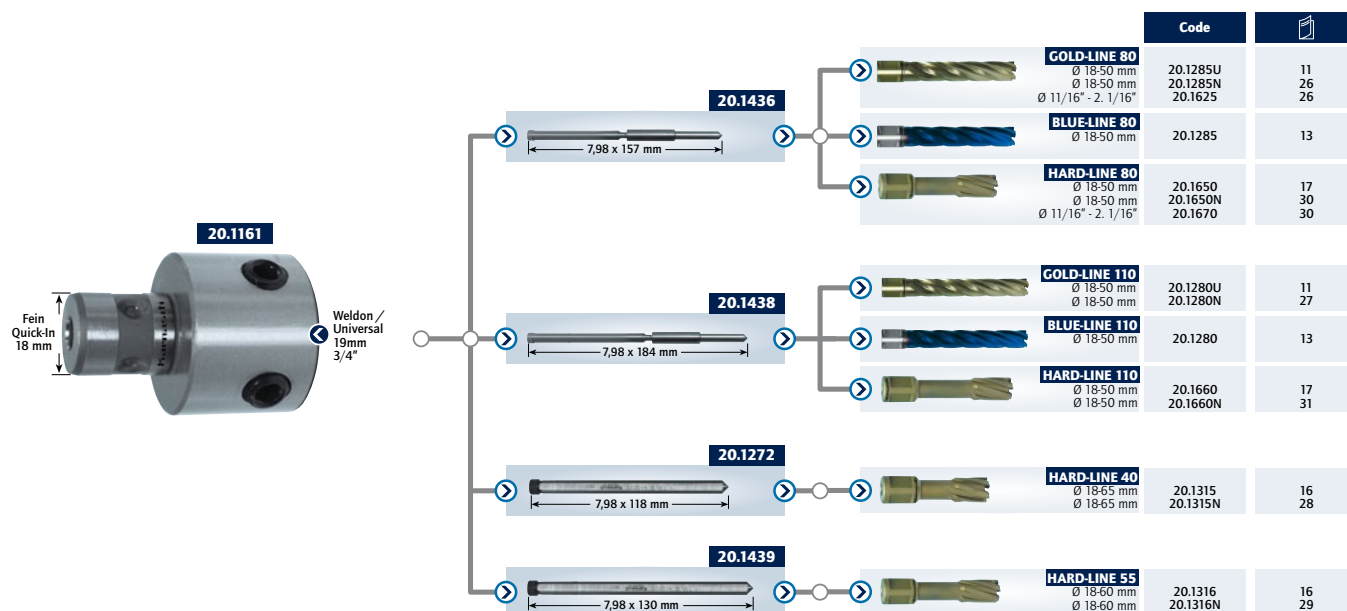 Code
20.1161
Fein
Quick-In
18 mm
Weldon /
Universal
19mm
3/4”
20.1436
7,98 x 157 mm
GOLD-LINE 80
Ø 18-50 mm 20.1285U 11
Ø 18-50 mm 20.1285N 26
Ø 11/16” - 2. 1/16” 20.1625 26
BLUE-LINE 80
Ø 18-50 mm 20.1285 13
HARD-LINE 80
Ø 18-50 mm 20.1650 17
Ø 18-50 mm 20.1650N 30
Ø 11/16” - 2. 1/16” 20.1670 30
20.1438
7,98 x 184 mm
GOLD-LINE 110
Ø 18-50 mm 20.1280U 11
Ø 18-50 mm 20.1280N 27
BLUE-LINE 110
Ø 18-50 mm 20.1280 13
HARD-LINE 110
Ø 18-50 mm 20.1660 17
Ø 18-50 mm 20.1660N 31
20.1272
7,98 x 118 mm
HARD-LINE 40
Ø 18-65 mm 20.1315 16
Ø 18-65 mm 20.1315N 28
20.1439
7,98 x 130 mm
HARD-LINE 55
Ø 18-60 mm 20.1316 16
Ø 18-60 mm 20.1316N 29